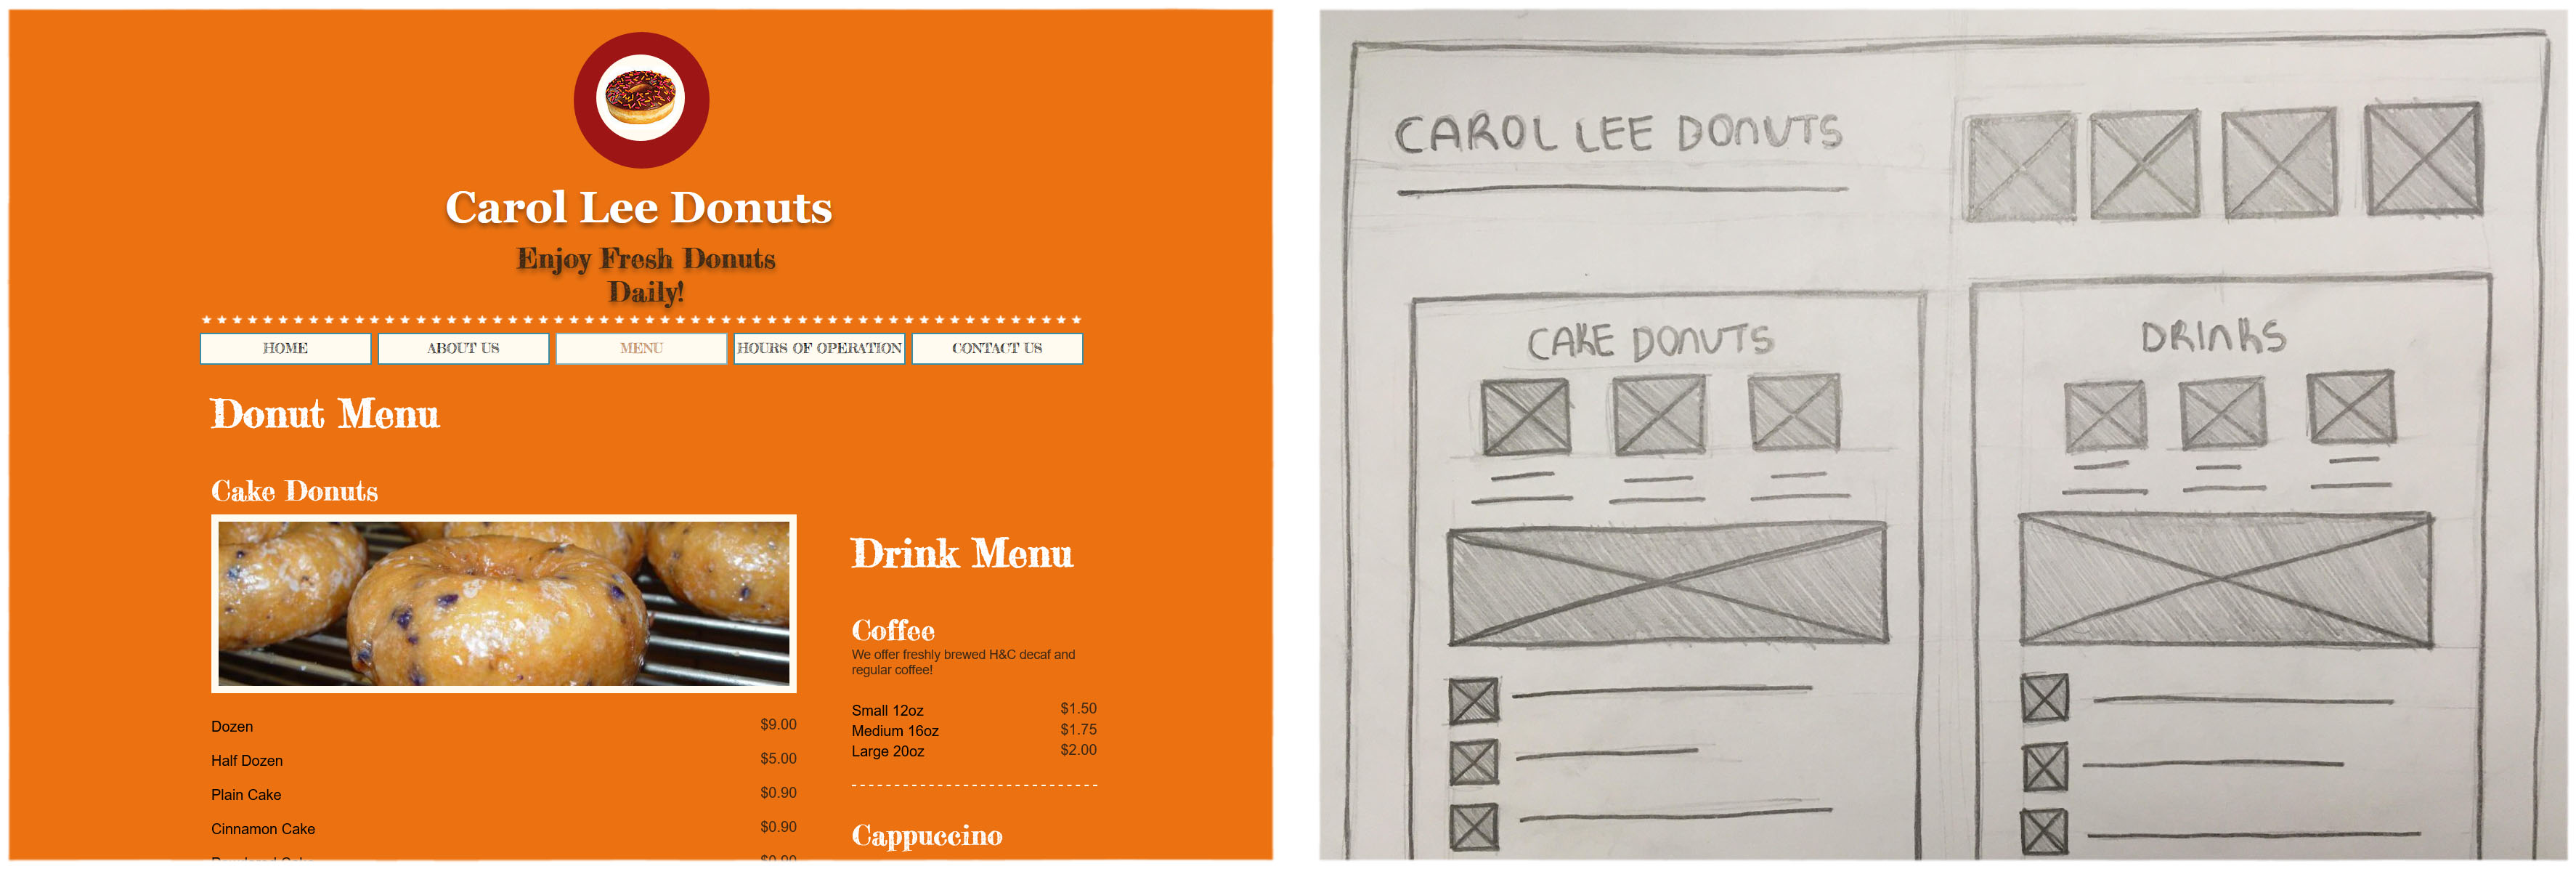 Carol Lee Donuts
Enjoy Fresh Donuts
Daily!
HOME ABOUT US MENU HOURS OF OPERATION CONTACT US
Donut Menu
Cake Donuts
Dozen $9.00
Half Dozen $5.00
Plain Cake $0.90
Cinnamon Cake $0.90
Drink Menu
Coffee
We offer freshly brewed H&C decaf and
regular coffee!
Small 12oz $1.50
Medium 16oz $1.75
Large 20oz $2.00
Cappuccino
CAROL LEE DONUTS
CAKE DONUTS
DRINKS